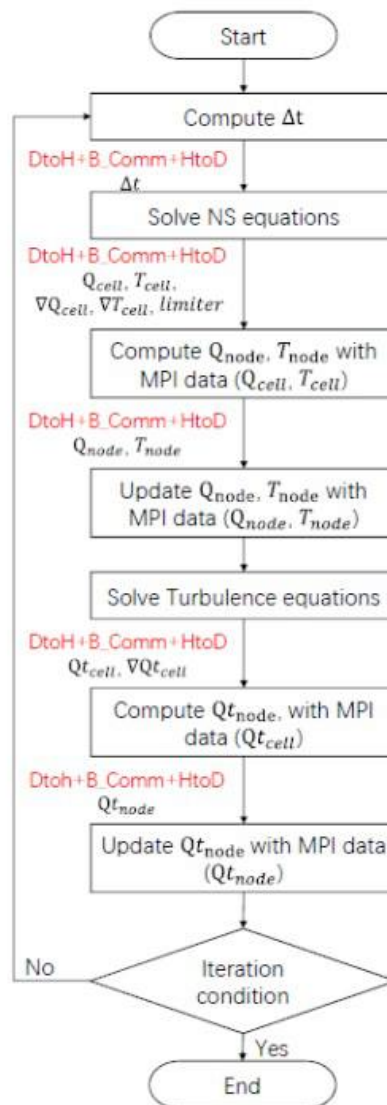 Start
Compute Δt
DtoH+B_Comm+HtoD
Δt
Solve NS equations
DtoH+B_Comm+HtoD
Q_cell, T_cell,
∇Q_cell, ∇T_cell, limiter
Compute Q_node, T_node with
MPI data (Q_cell, T_cell)
DtoH+B_Comm+HtoD
Q_node, T_node
Update Q_node, T_node with
MPI data (Q_node, T_node)
Solve Turbulence equations
DtoH+B_Comm+HtoD
Qt_cell, ∇Qt_cell
Compute Qt_node, with MPI
data (Qt_cell)
Dtoh+B_Comm+HtoD
Qt_node
Update Qt_node with MPI data
(Qt_node)
No
Iteration
condition
Yes
End